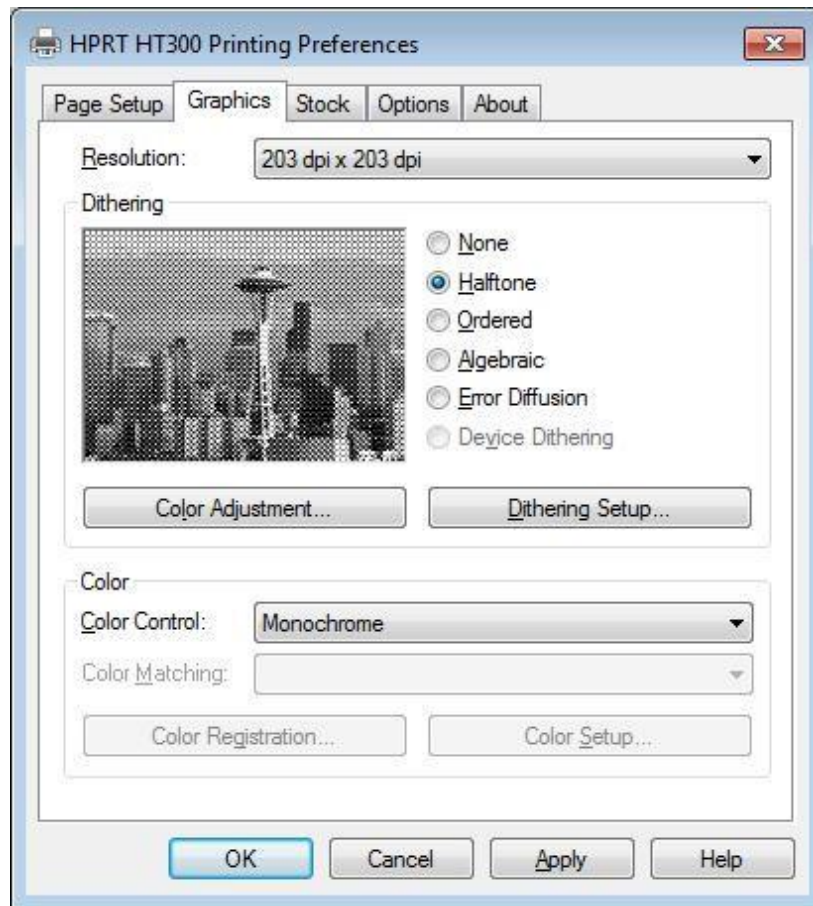 HPRT HT300 Printing Preferences
Page Setup Graphics Stock Options About
Resolution: 203 dpi x 203 dpi
Dithering
None
Halftone
Ordered
Algebraic
Error Diffusion
Device Dithering
Color Adjustment... Dithering Setup...
Color
Color Control: Monochrome
Color Matching:
Color Registration... Color Setup...
OK Cancel Apply Help